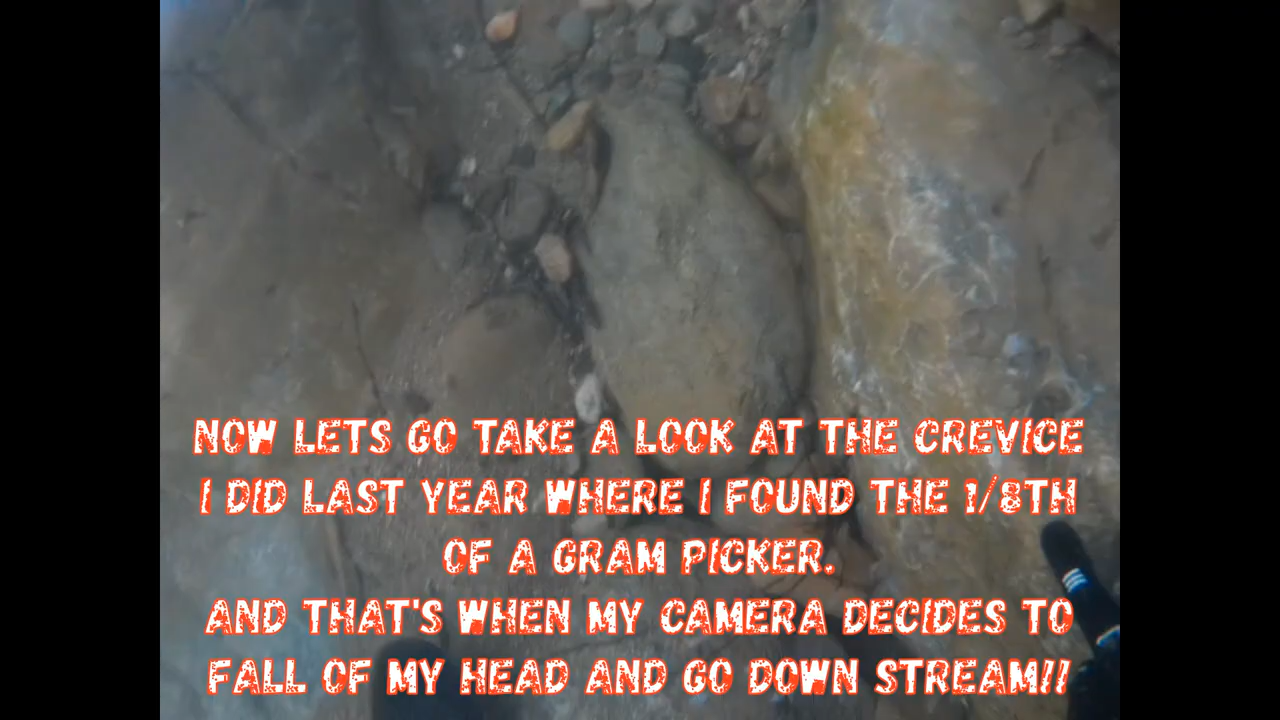 NOW LETS GO TAKE A LOOK AT THE CREVICE
I DID LAST YEAR WHERE I FOUND THE 1/8TH
OF A GRAM PICKER.
AND THAT'S WHEN MY CAMERA DECIDES TO
FALL OF MY HEAD AND GO DOWN STREAM!!